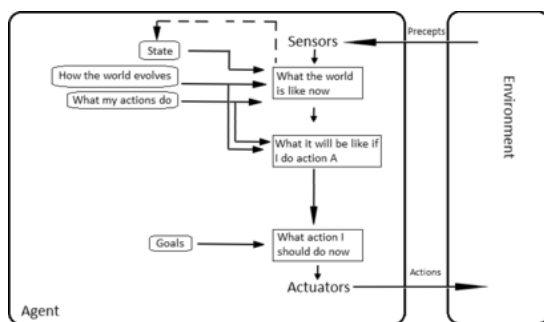 Sensors
Precepts
State
How the world evolves
What the world
is like now
What my actions do
Environment
What it will be like if
I do action A
Goals
What action I
should do now
Actions
Actuators
Agent